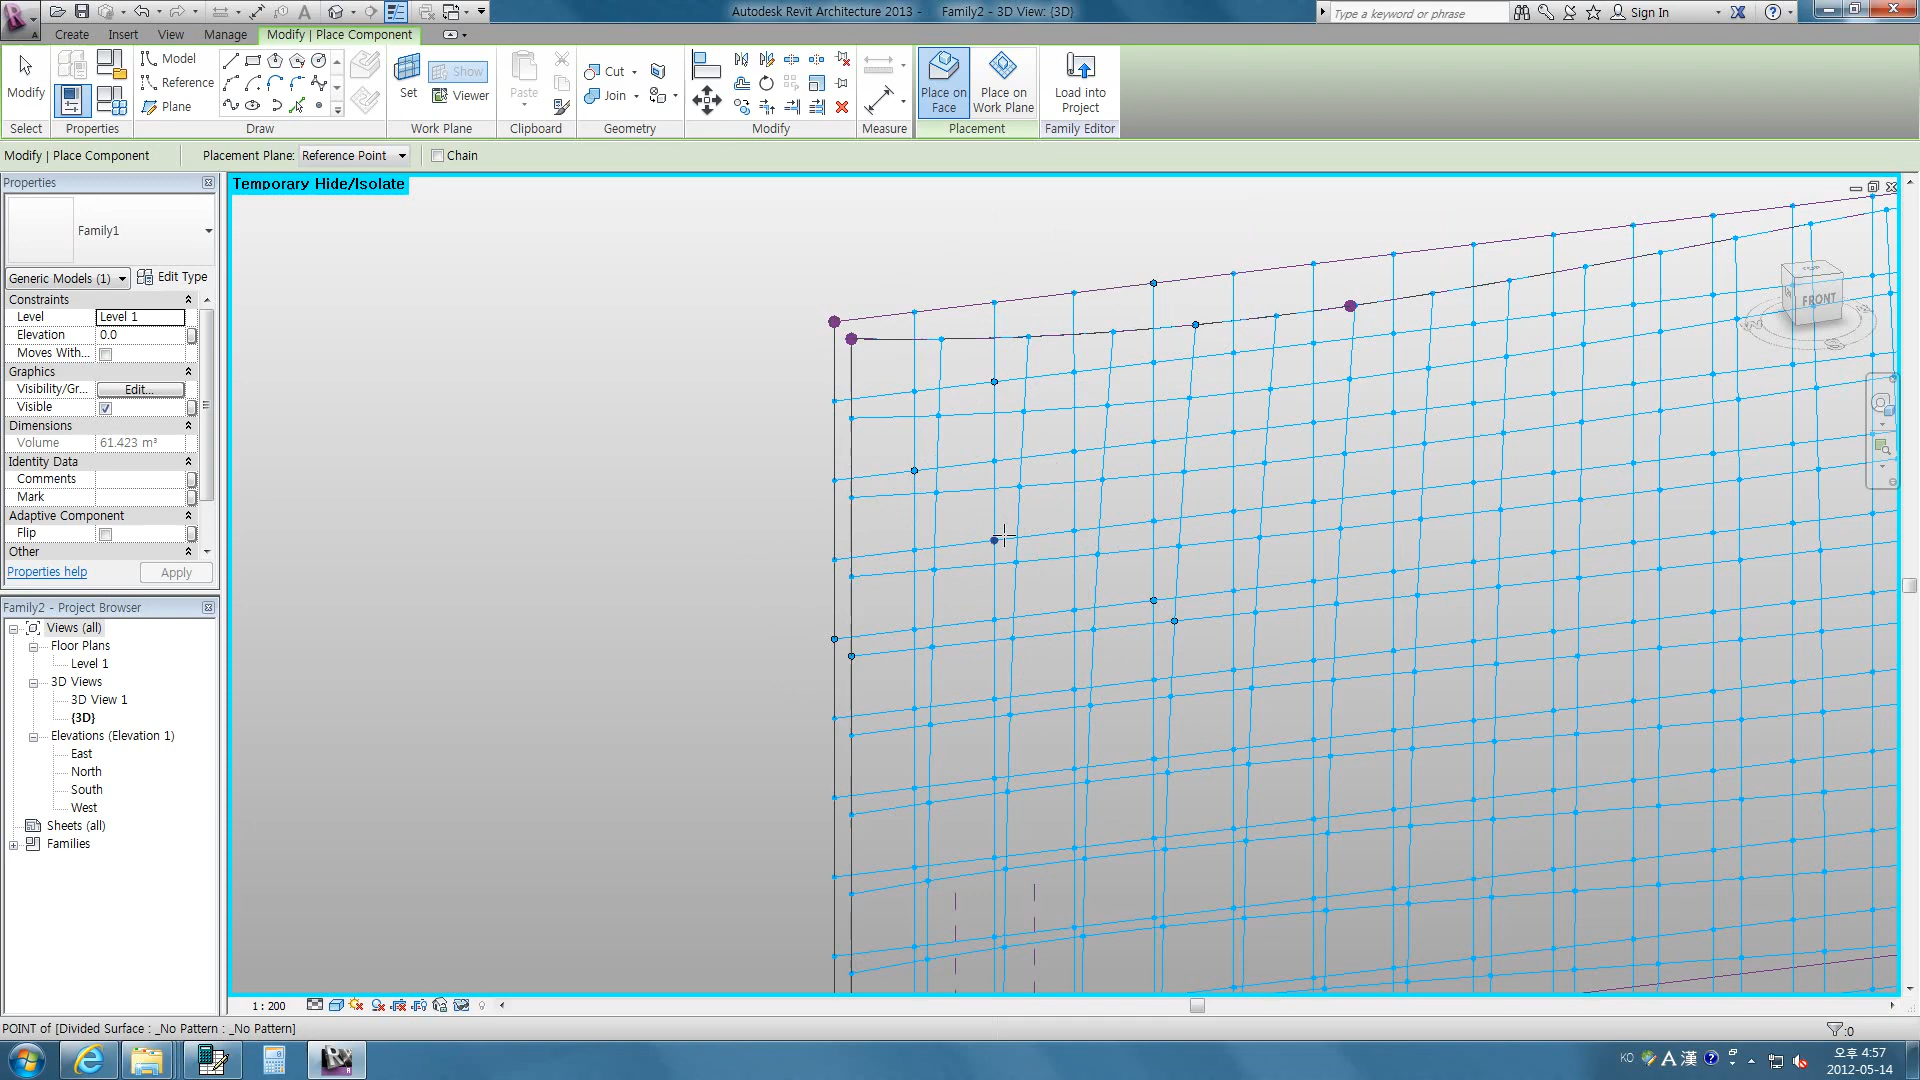 Autodesk Revit Architecture 2013 - Family2 - 3D View: {3D}
Type a keyword or phrase
Sign In
Create Insert View Manage Modify | Place Component
Modify
Model
Reference
Plane
Set
Show
Viewer
Paste
Cut
Join
Place on Face
Place on Work Plane
Load into Project
Select Properties Draw Work Plane Clipboard Geometry Modify Measure Placement Family Editor
Modify | Place Component Placement Plane: Reference Point Chain
Properties
Family1
Generic Models (1) Edit Type
Constraints
Level Level 1
Elevation 0.0
Moves With...
Graphics
Visibility/Gr... Edit...
Visible
Dimensions
Volume 61.423 m³
Identity Data
Comments
Mark
Adaptive Component
Flip
Other
Properties help Apply
Family2 - Project Browser
Views (all)
Floor Plans
Level 1
3D Views
3D View 1
{3D}
Elevations (Elevation 1)
East
North
South
West
Sheets (all)
Families
Temporary Hide/Isolate
TOP
FRONT
1 : 200
POINT of [Divided Surface : _No Pattern : _No Pattern]
:0
KO A 漢
오후 4:57
2012-05-14